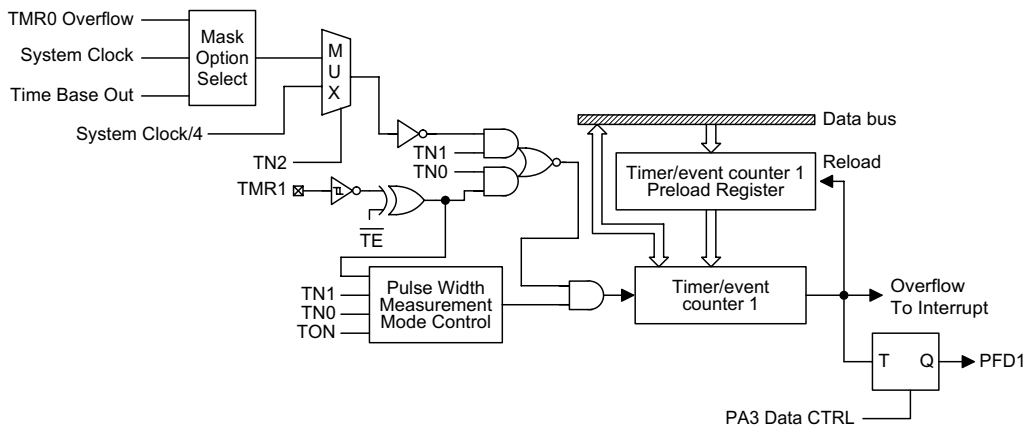 TMR0 Overflow
System Clock
Time Base Out
Mask
Option
Select
M
U
X
System Clock/4
TN2
TN1
TN0
TMR1
TE
Data bus
Timer/event counter 1
Preload Register
Reload
TN1
TN0
TON
Pulse Width
Measurement
Mode Control
Timer/event
counter 1
Overflow
To Interrupt
T Q
PFD1
PA3 Data CTRL